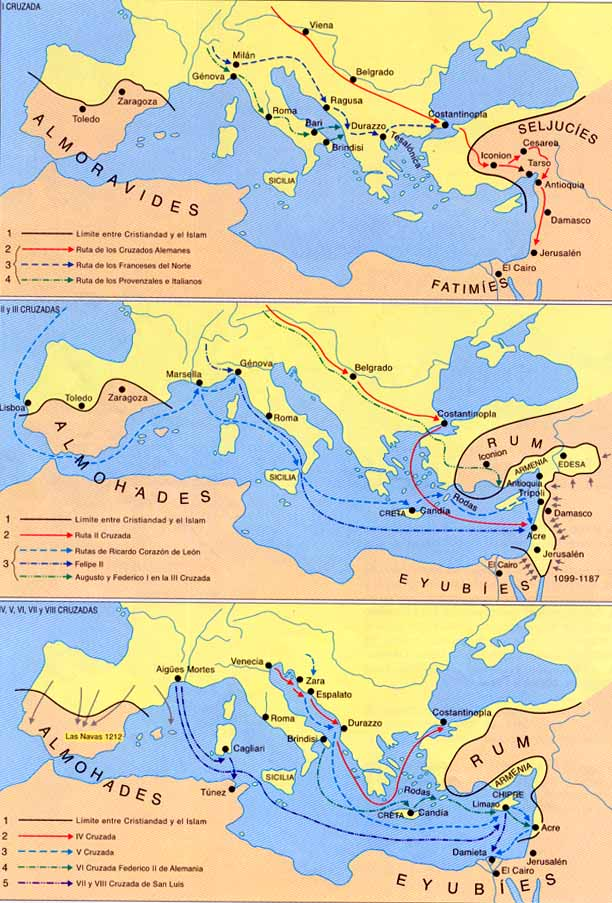 I CRUZADA
Viena
Milán
Belgrado
Génova
Zaragoza
Toledo
Roma
Ragusa
Bari
Durazzo
Brindisi
Tesalónica
Constantinopla
SELJUCÍES
Cesarea
Iconion
Tarso
Antioquía
ALMORAVIDES
SICILIA
Damasco
Jerusalén
El Cairo
FATIMÍES
1 Límite entre Cristiandad y el Islam
2 Ruta de los Cruzados Alemanes
3 Ruta de los Franceses del Norte
4 Ruta de los Provenzales e Italianos
II y III CRUZADAS
Marsella
Génova
Belgrado
Lisboa
Toledo
Zaragoza
Roma
Constantinopla
ALMOHADES
SICILIA
RUM
Iconion
ARMENIA
EDESA
Antioquía
Trípoli
Rodas
CRETA
Candía
Damasco
Acre
Jerusalén
El Cairo
EYUBÍES
1099-1187
1 Límite entre Cristiandad y el Islam
2 Ruta II Cruzada
3 Rutas de Ricardo Corazón de León
Felipe II
Augusto y Federico I en la III Cruzada
IV, V, VI, VII y VIII CRUZADAS
Aigües Mortes
Venecia
Zara
Espalato
Roma
Durazzo
Brindisi
Constantinopla
Las Navas 1212
ALMOHADES
Cagliari
Túnez
SICILIA
RUM
ARMENIA
Rodas
CHIPRE
Limaso
CRETA
Candía
Acre
Damieta
Jerusalén
El Cairo
EYUBÍES
1 Límite entre Cristiandad y el Islam
2 IV Cruzada
3 V Cruzada
4 VI Cruzada Federico II de Alemania
5 VII y VIII Cruzada de San Luis